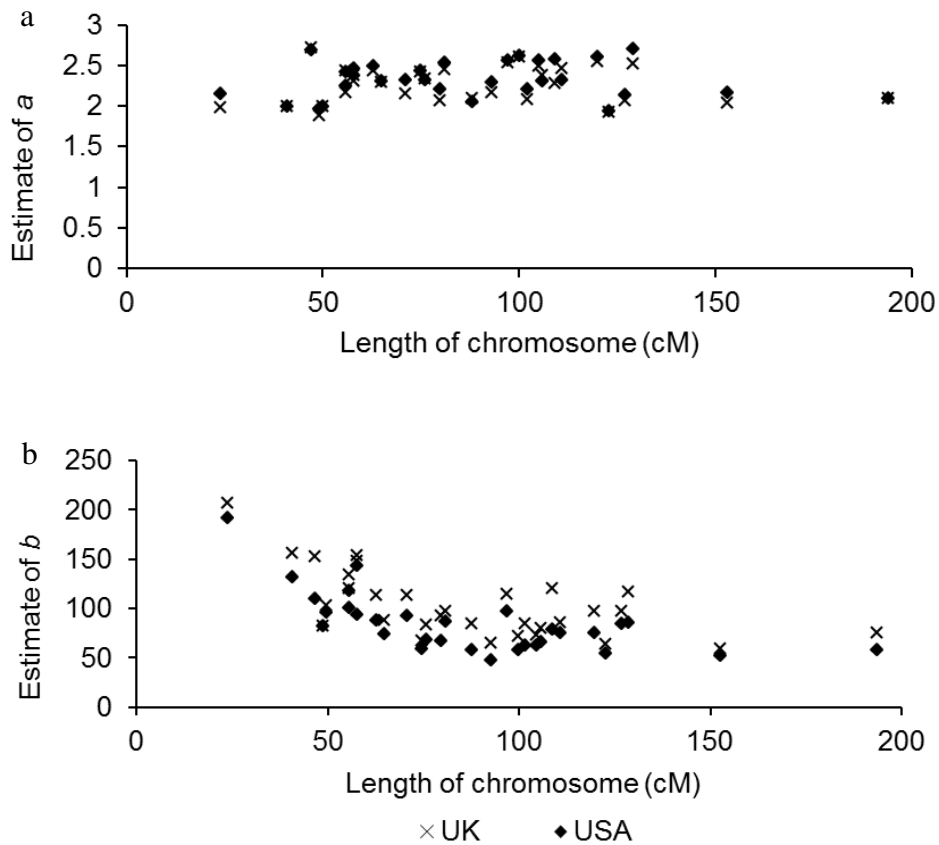 a
3
2.5
2
1.5
1
0.5
0
Estimate of a
0 50 100 150 200
Length of chromosome (cM)
b
250
200
150
100
50
0
Estimate of b
0 50 100 150 200
Length of chromosome (cM)
× UK ◆ USA